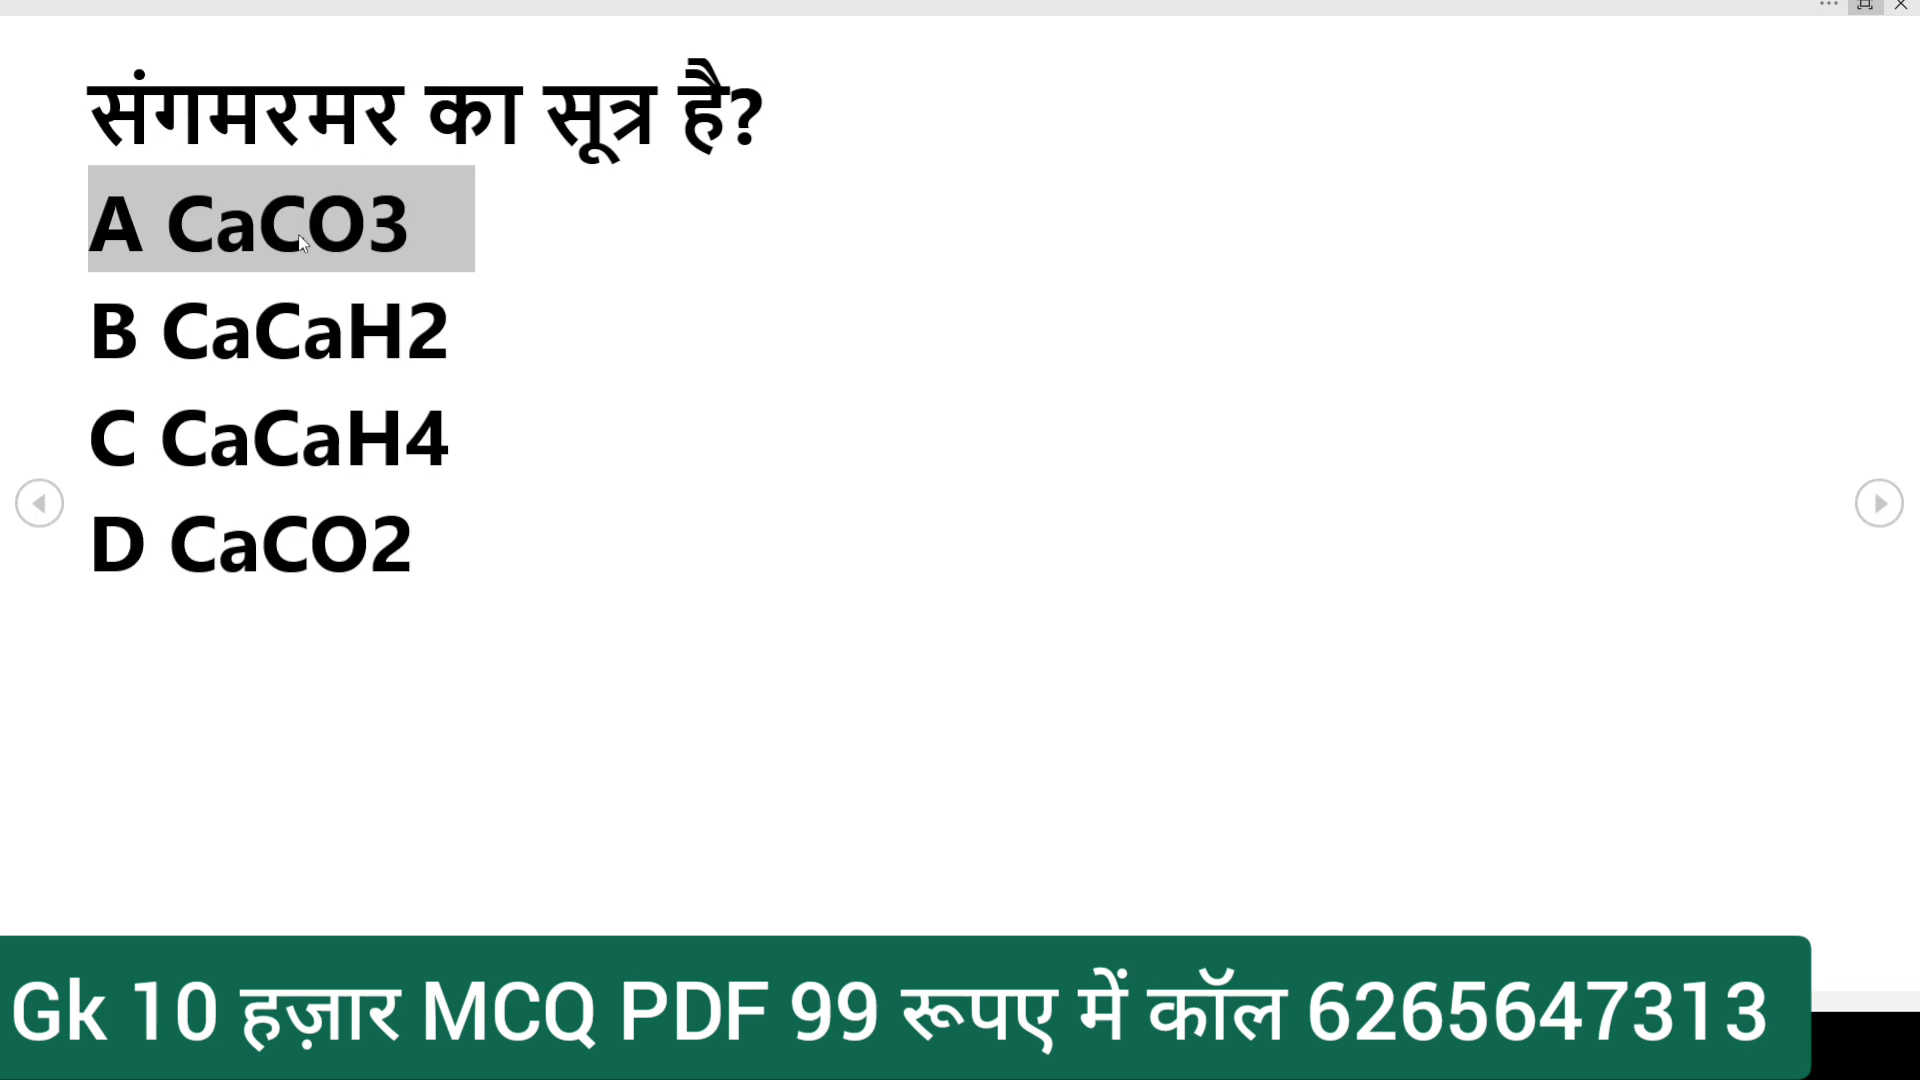 संगमरमर का सूत्र है?
A CaCO3
B CaCaH2
C CaCaH4
D CaCO2
Gk 10 हज़ार MCQ PDF 99 रूपए में कॉल 6265647313